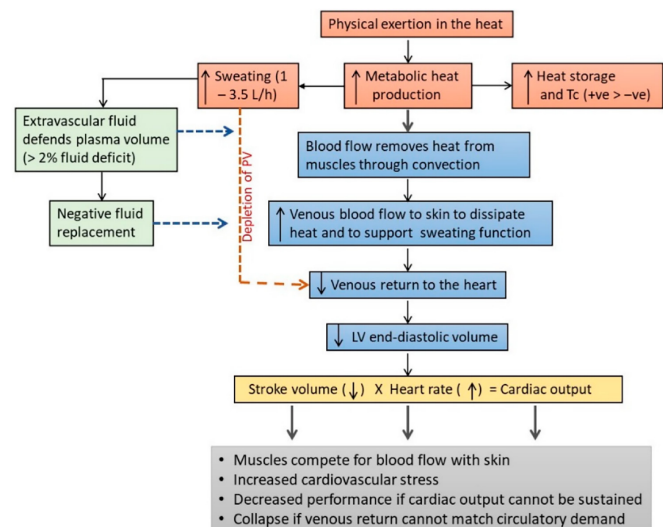 Physical exertion in the heat
↑ Sweating (1
– 3.5 L/h)
↑ Metabolic heat
production
↑ Heat storage
and Tc (+ve > –ve)
Extravascular fluid
defends plasma volume
(> 2% fluid deficit)
Negative fluid
replacement
Depletion of PV
Blood flow removes heat from
muscles through convection
↑ Venous blood flow to skin to dissipate
heat and to support sweating function
↓ Venous return to the heart
↓ LV end-diastolic volume
Stroke volume (↓) X Heart rate (↑) = Cardiac output
• Muscles compete for blood flow with skin
• Increased cardiovascular stress
• Decreased performance if cardiac output cannot be sustained
• Collapse if venous return cannot match circulatory demand